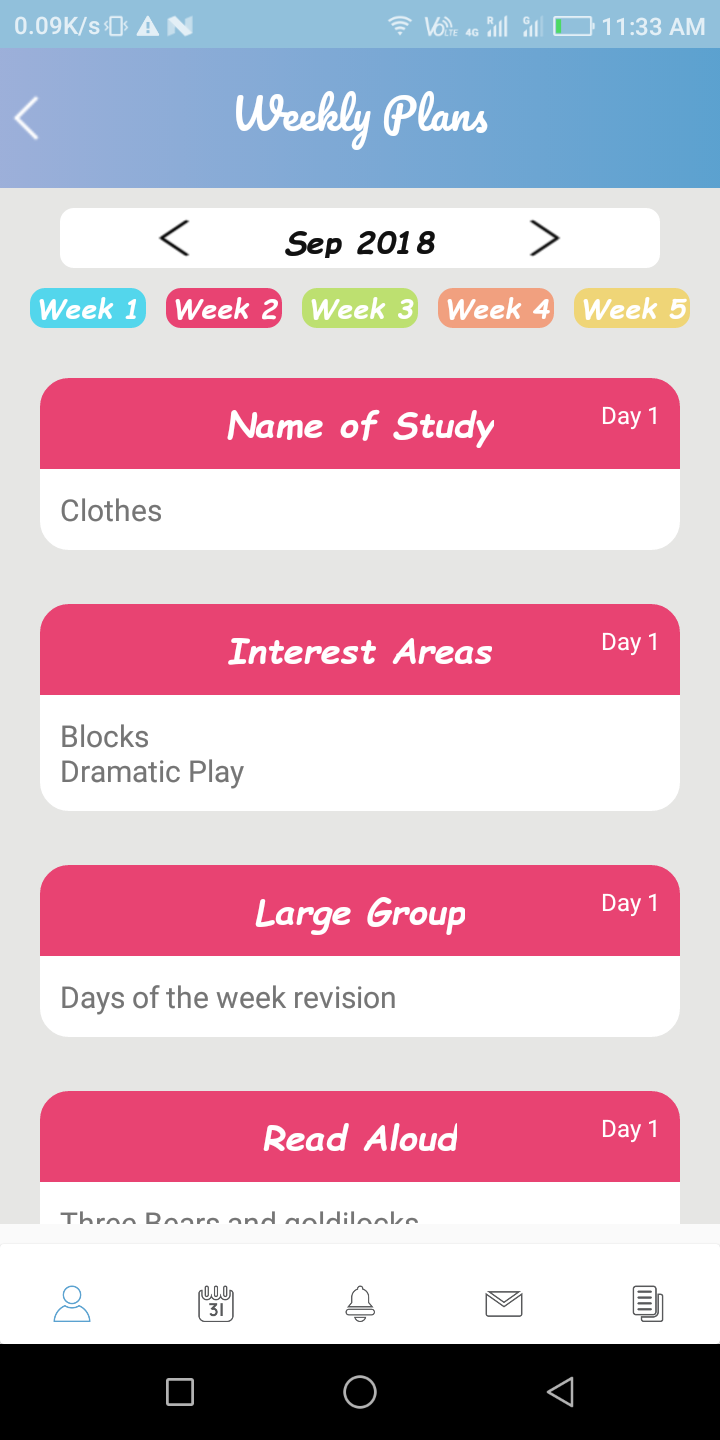 0.09K/s
VoLTE 4G R G 11:33 AM
Weekly Plans
Sep 2018
Week 1 Week 2 Week 3 Week 4 Week 5
Name of Study Day 1
Clothes
Interest Areas Day 1
Blocks
Dramatic Play
Large Group Day 1
Days of the week revision
Read Aloud Day 1
Three Bears and goldilocks
31